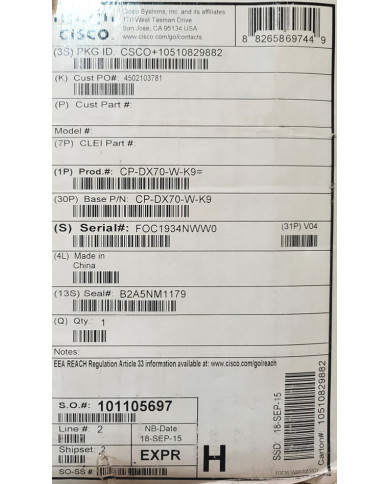 CISCO
Cisco Systems, Inc. and its affiliates
170 West Tasman Drive
San Jose, CA 95134 USA
www.cisco.com/go/contacts
8 82658 69744 9
(3S) PKG ID: CSCO+10510829882
(K) Cust PO#: 4502103781
(P) Cust Part #:
Model #:
(7P) CLEI Part #:
(1P) Prod.#: CP-DX70-W-K9=
(30P) Base P/N: CP-DX70-W-K9
(S) Serial#: FOC1934NWW0
(31P) V04
(4L) Made in
China
(13S) Seal#: B2A5NM1179
(Q) Qty.: 1
Notes:
EEA REACH Regulation Article 33 information available at: www.cisco.com/go/reach
S.O.#: 101105697
Line #: 2
NB-Date
18-SEP-15
Shipset: 2
EXPR
SO-SS #
H
SSD: 18-SEP-15
Carton# 10510829882